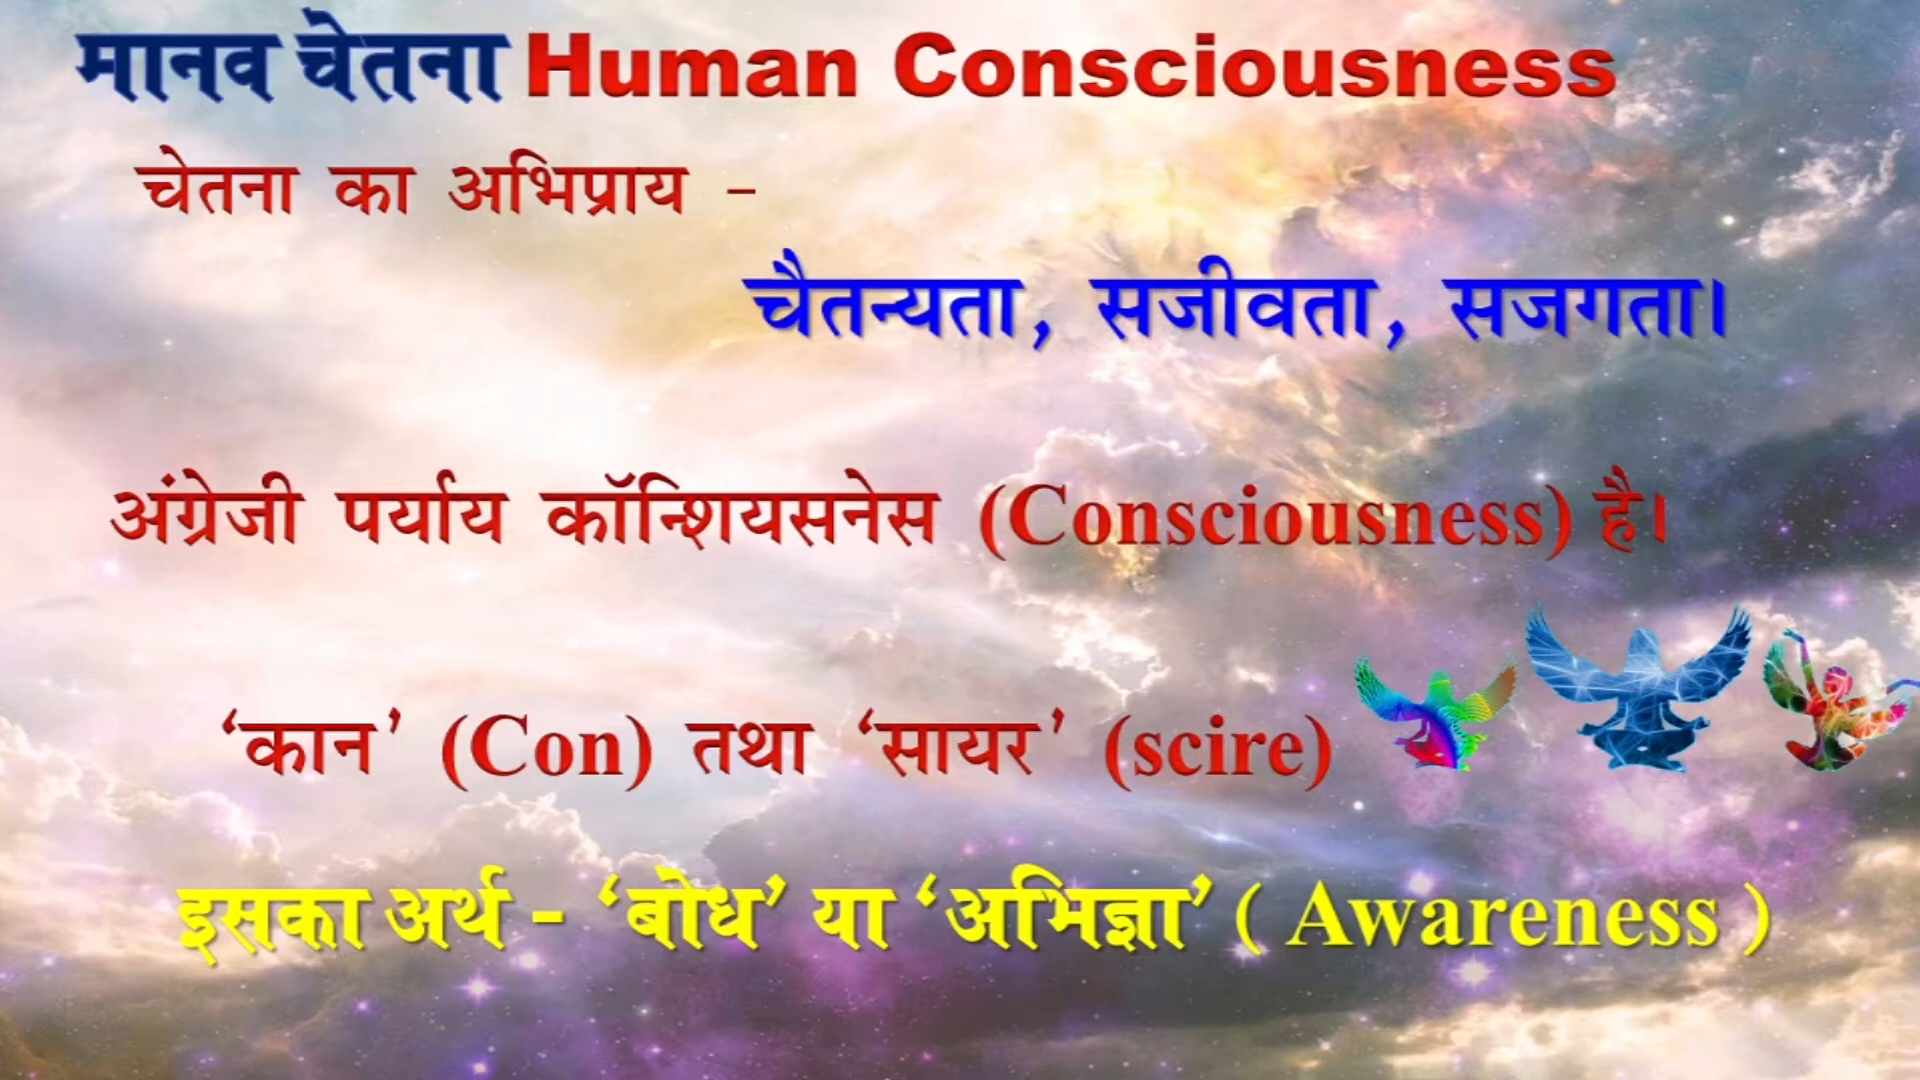 मानव चेतना Human Consciousness
चेतना का अभिप्राय -
चैतन्यता, सजीवता, सजगता।
अंग्रेजी पर्याय कॉन्शियसनेस (Consciousness) है।
‘कान’ (Con) तथा ‘सायर’ (scire)
इसका अर्थ - ‘बोध’ या ‘अभिज्ञा’ ( Awareness )